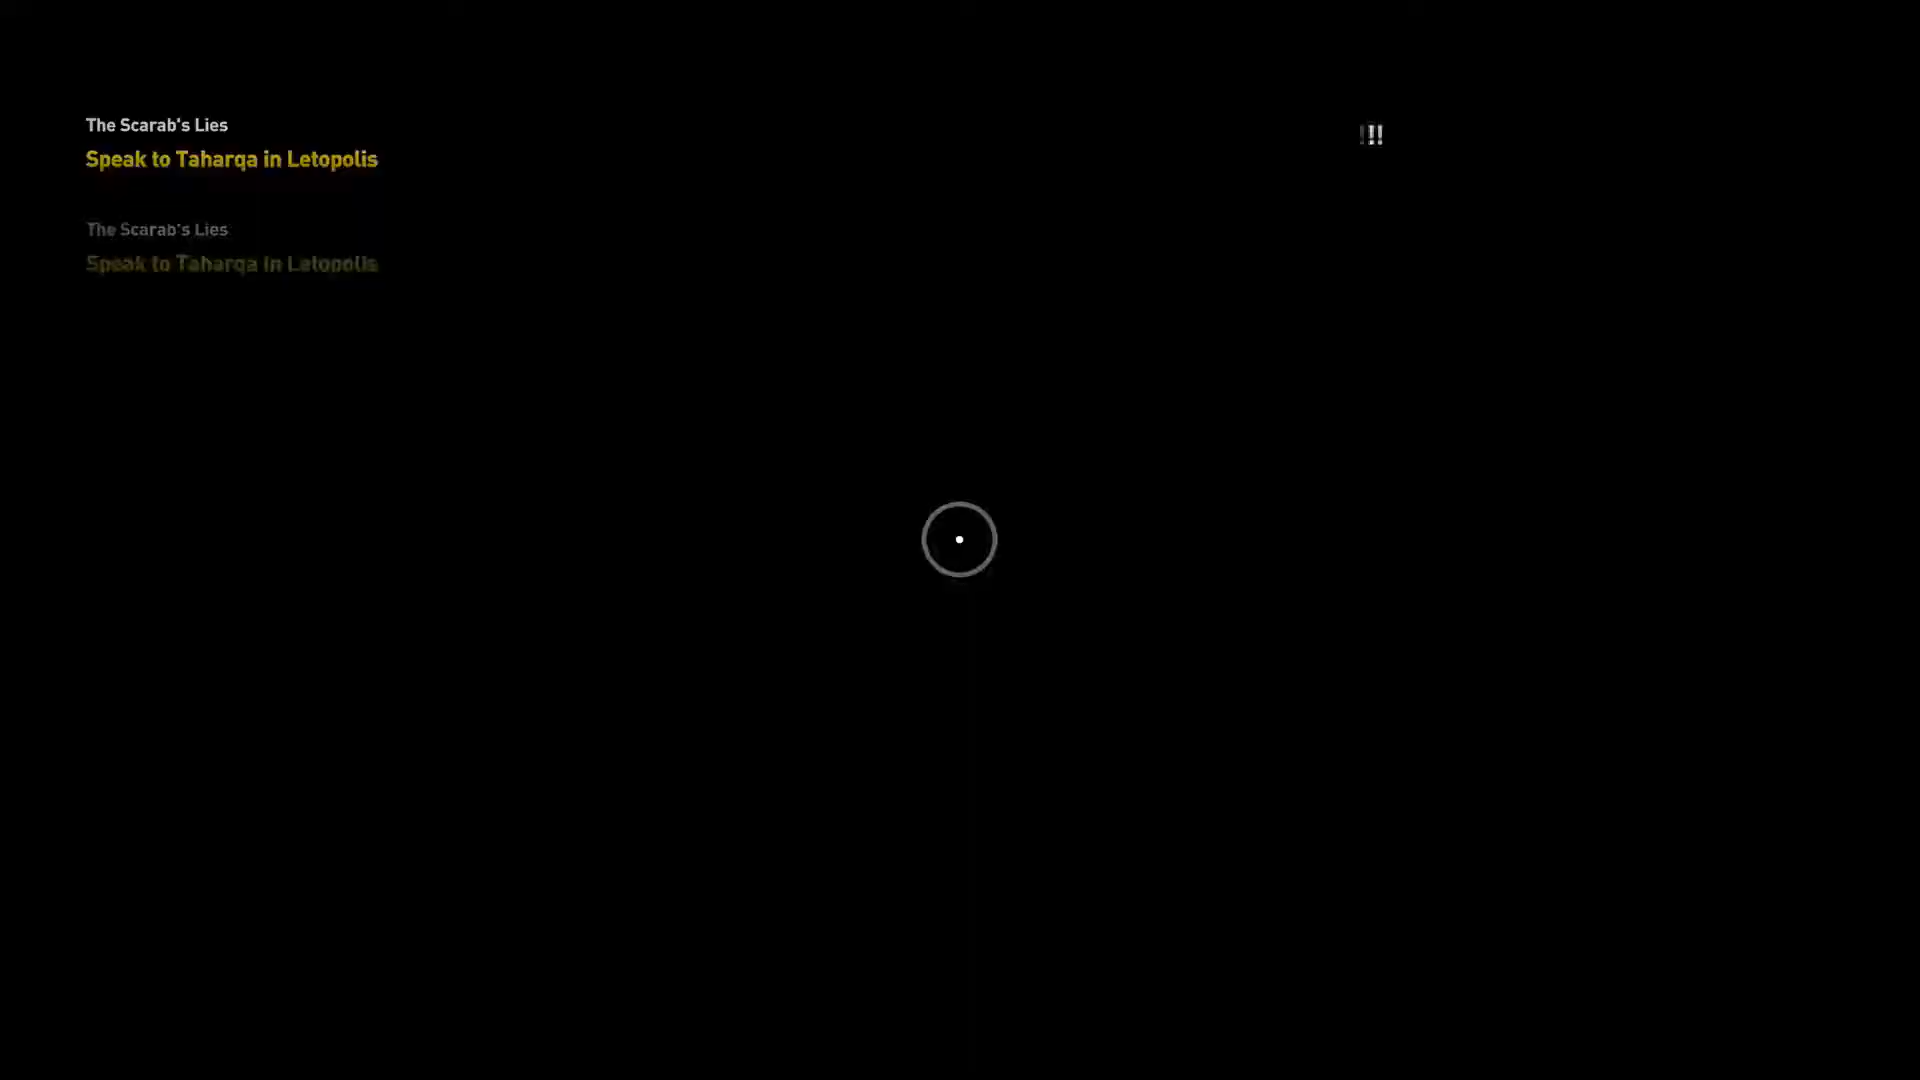 The Scarab's Lies
Speak to Taharqa in Letopolis
!!!
The Scarab's Lies
Speak to Taharqa in Letopolis